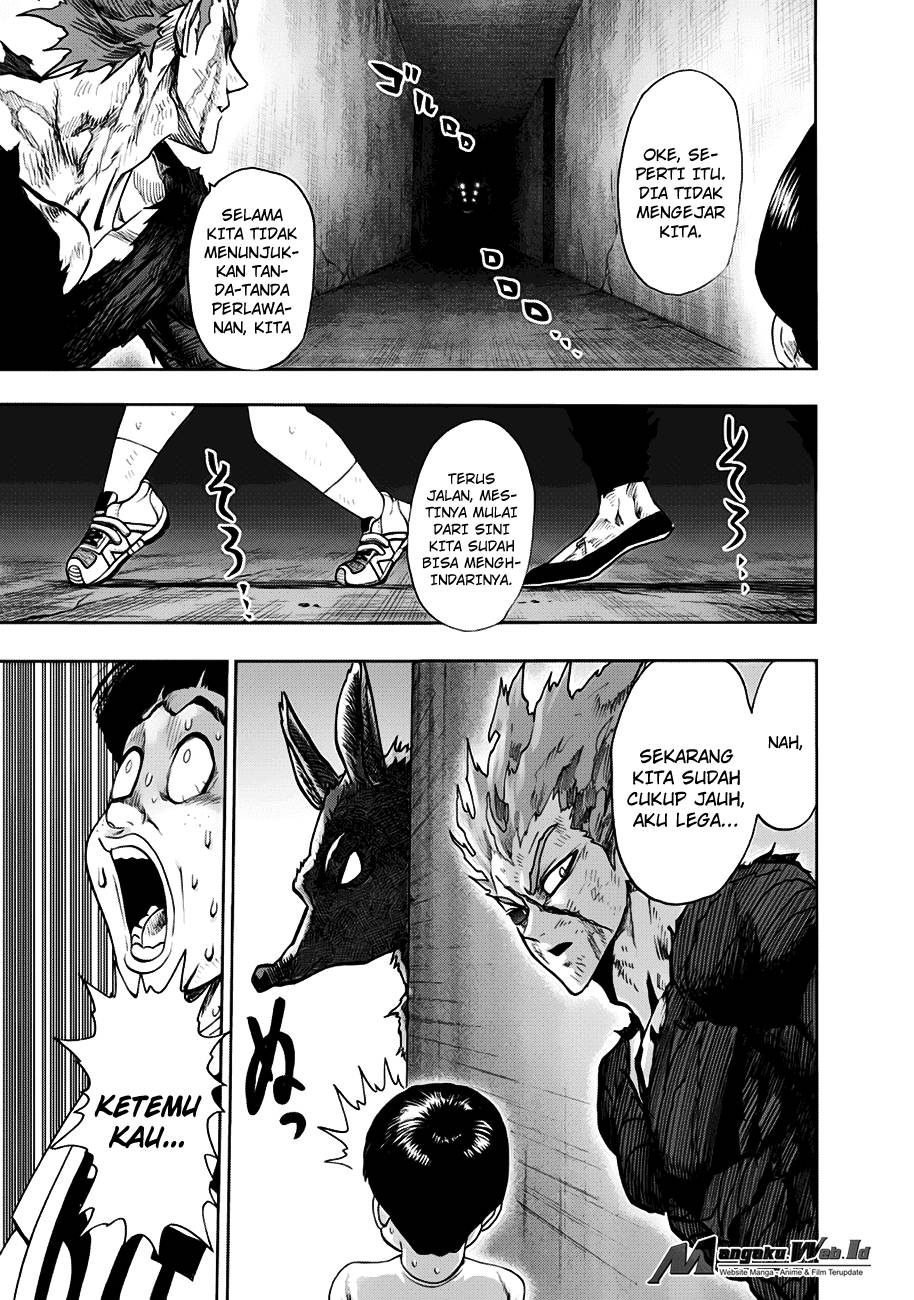 OKE, SE-
PERTI ITU.
DIA TIDAK
MENGEJAR
KITA.
ゴルルロロ
ロロ・・・
SELAMA
KITA TIDAK
MENUNJUK-
KAN TAN-
DA-TANDA
PERLAWA-
NAN, KITA
そろ・・・
TERUS
JALAN, MES-
TINYA MULAI
DARI SINI
KITA SUDAH
BISA MENGH-
INDARINYA.
そろ・・・
NAH,
SEKARANG
KITA SUDAH
CUKUP JAUH,
AKU LEGA...
ぬっ
KETEMU
KAU...
Mangaku.Web.Id
Website Manga - Anime & Film Terupdate